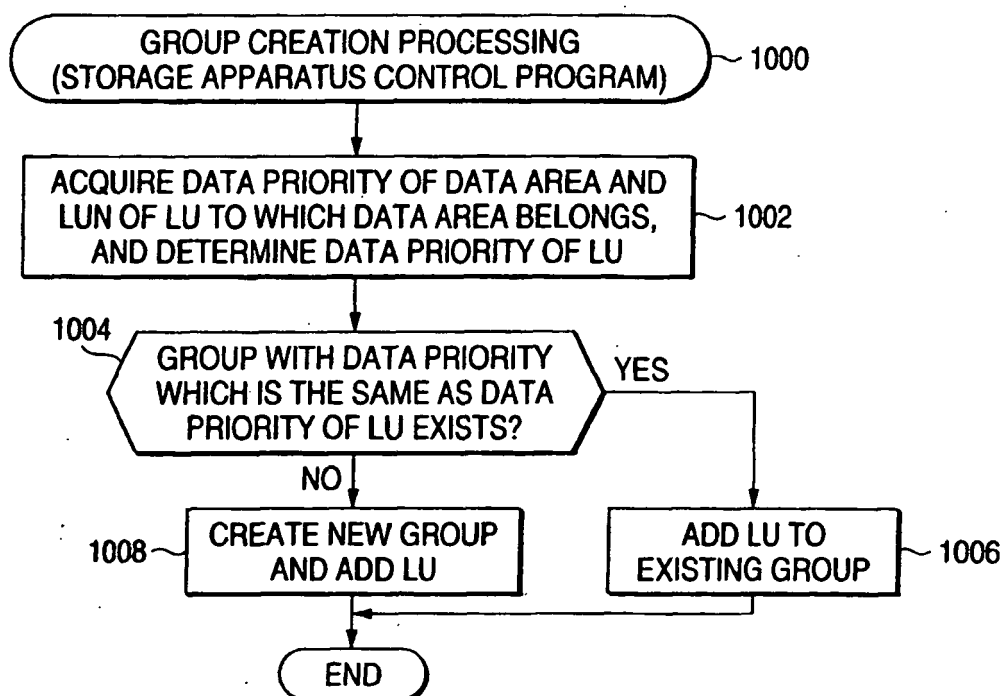 GROUP CREATION PROCESSING
(STORAGE APPARATUS CONTROL PROGRAM)
1000
ACQUIRE DATA PRIORITY OF DATA AREA AND
LUN OF LU TO WHICH DATA AREA BELONGS,
AND DETERMINE DATA PRIORITY OF LU
1002
1004
GROUP WITH DATA PRIORITY
WHICH IS THE SAME AS DATA
PRIORITY OF LU EXISTS?
YES
NO
1008
CREATE NEW GROUP
AND ADD LU
ADD LU TO
EXISTING GROUP
1006
END